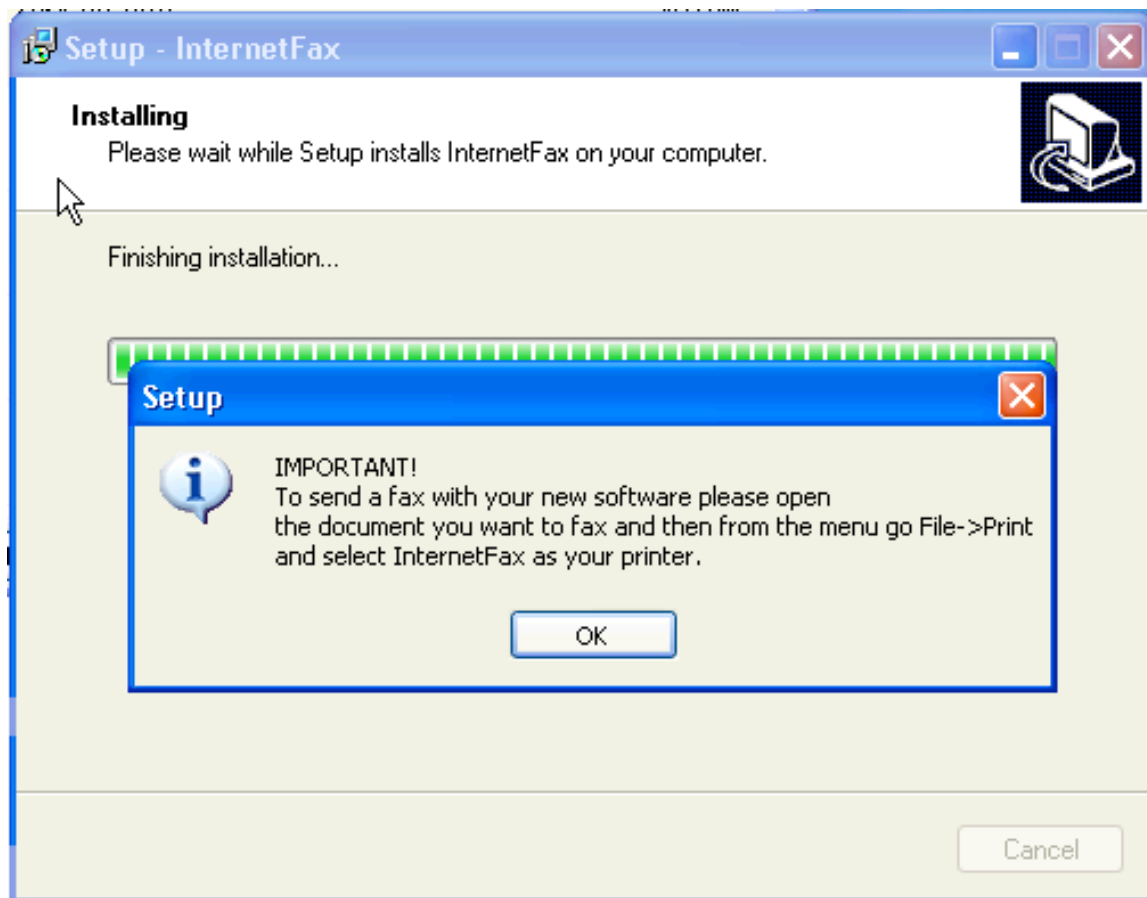 Setup - InternetFax
Installing
Please wait while Setup installs InternetFax on your computer.
Finishing installation...
Setup
IMPORTANT!
To send a fax with your new software please open
the document you want to fax and then from the menu go File->Print
and select InternetFax as your printer.
OK
Cancel